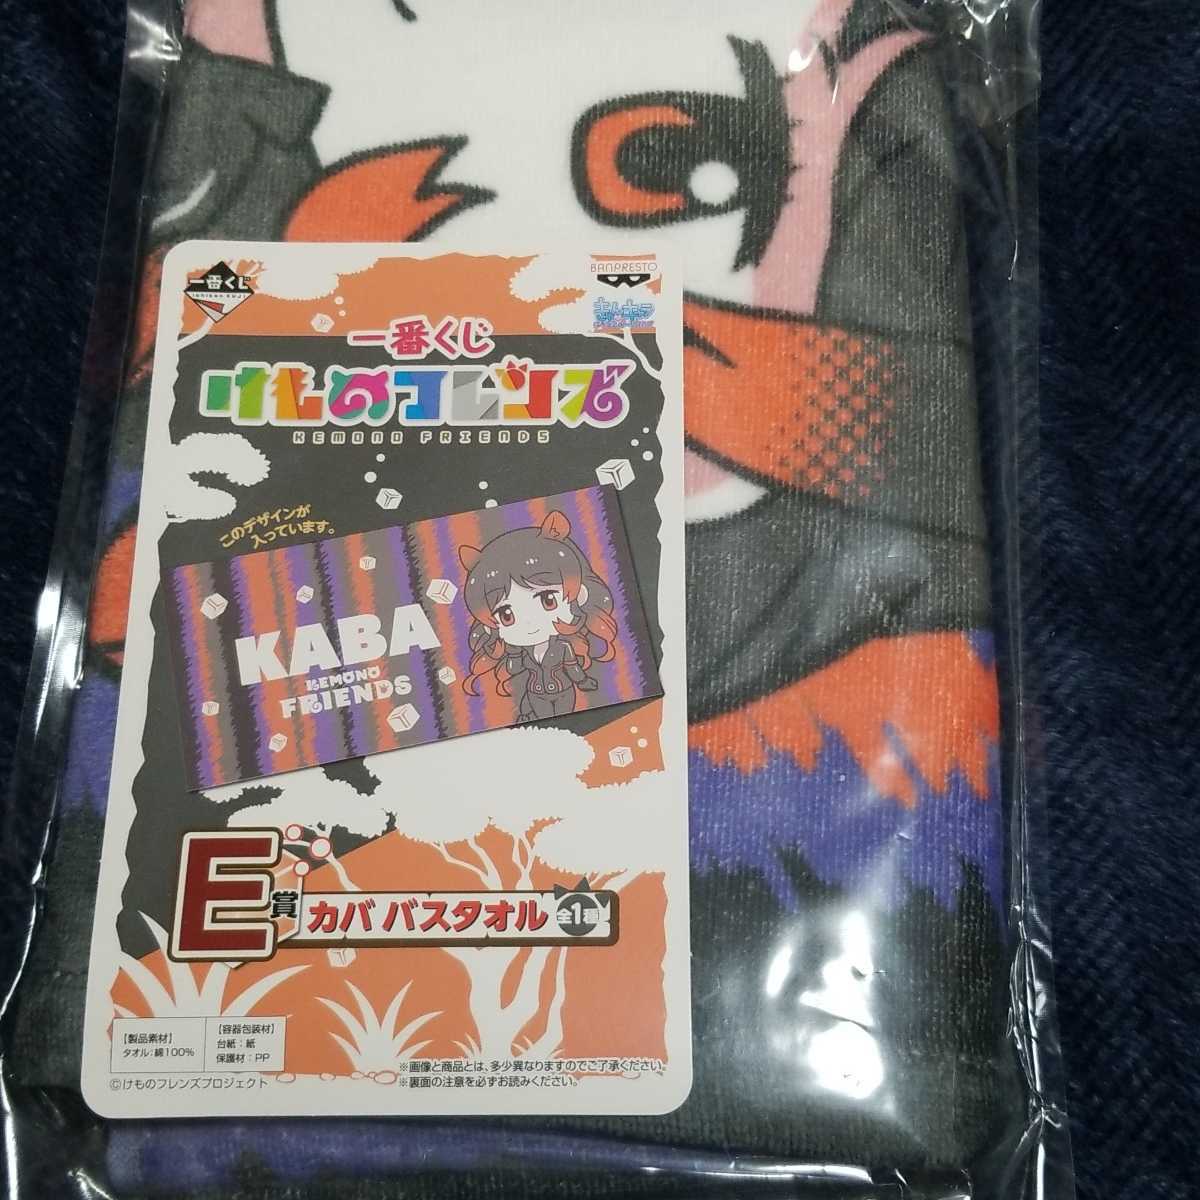 一番くじ
ICHIBAN KUJI
BANPRESTO
きゅんキャラ
一番くじ
けものフレンズ
KEMONO FRIENDS
このデザインが
入っています。
KABA
KEMONO
FRIENDS
E賞
カバ バスタオル
全1種
【製品素材】
タオル:綿100%
【容器包装材】
台紙:紙
保護材:PP
※画像と商品とは、多少異なりますのでご了承ください。
※裏面の注意を必ずお読みください。
©けものフレンズプロジェクト